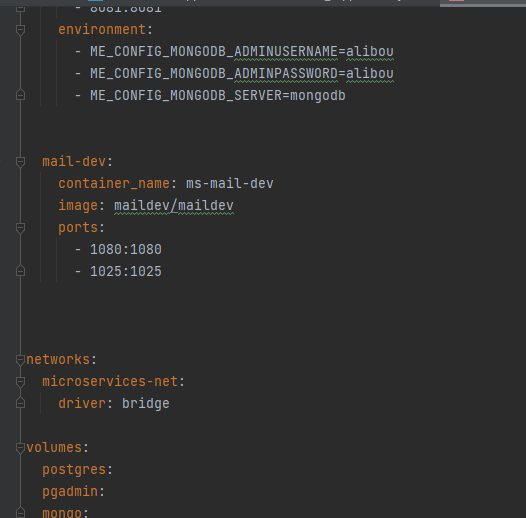 - 8081:8081
environment:
- ME_CONFIG_MONGODB_ADMINUSERNAME=alibou
- ME_CONFIG_MONGODB_ADMINPASSWORD=alibou
- ME_CONFIG_MONGODB_SERVER=mongodb
mail-dev:
container_name: ms-mail-dev
image: maildev/maildev
ports:
- 1080:1080
- 1025:1025
networks:
microservices-net:
driver: bridge
volumes:
postgres:
pgadmin:
mongo: